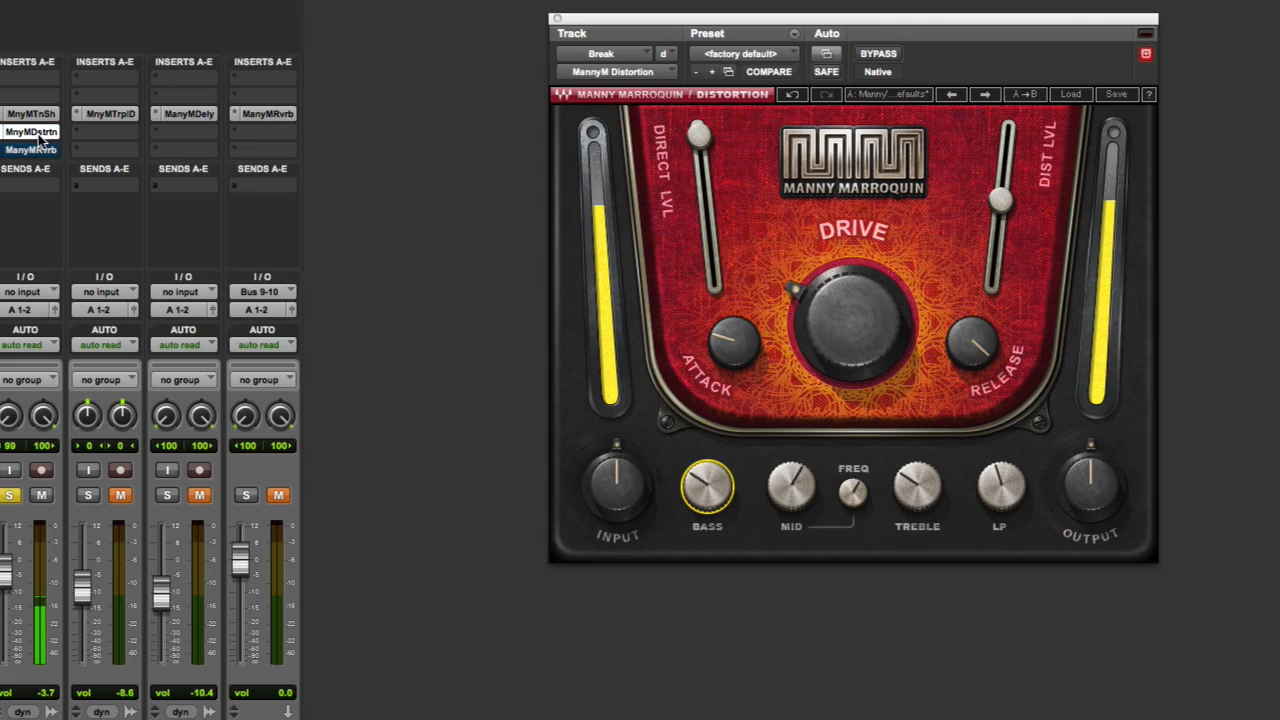 INSERTS A-E
INSERTS A-E
INSERTS A-E
INSERTS A-E
MnyMTnSh
MnyMTrplD
ManyMDely
ManyMRvrb
MnyMDstrtn
ManyMRvrb
SENDS A-E
SENDS A-E
SENDS A-E
SENDS A-E
a
a
a
I / O
I / O
I / O
I / O
no input
no input
no input
Bus 9-10
A 1-2
A 1-2
A 1-2
A 1-2
AUTO
AUTO
AUTO
AUTO
auto read
auto read
auto read
auto read
no group
no group
no group
no group
99 100
0 0
100 100
100 100
I
I
I
S M
S M
S M
S M
vol -3.7
vol -8.6
vol -10.4
vol 0.0
dyn
dyn
dyn
Track
Preset
Auto
Break
d
<factory default>
BYPASS
MannyM Distortion
- +
COMPARE
SAFE
Native
MANNY MARROQUIN / DISTORTION
A: Manny'...efaults*
A→B
Load
Save
?
DIRECT LVL
MANNY MARROQUIN
DIST LVL
DRIVE
ATTACK
RELEASE
INPUT
BASS
MID
FREQ
TREBLE
LP
OUTPUT